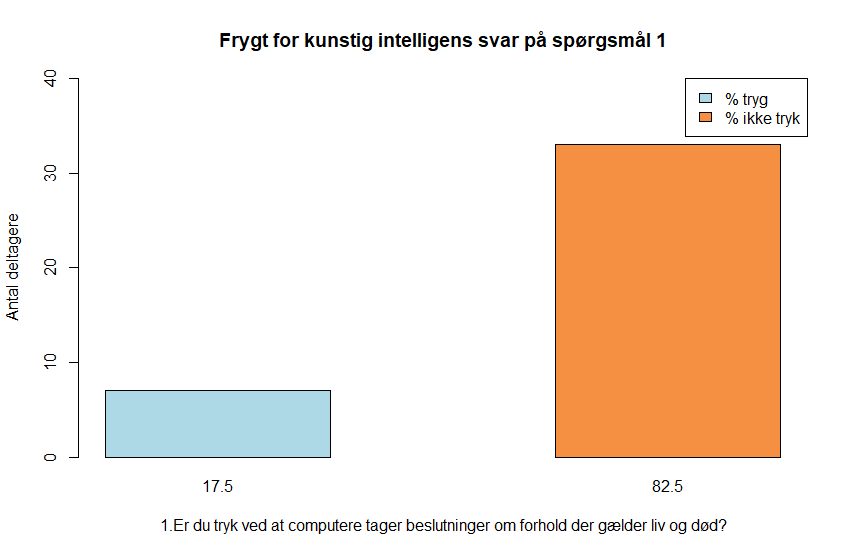 Frygt for kunstig intelligens svar på spørgsmål 1
% tryg
% ikke tryk
Antal deltagere
40
30
20
10
0
17.5
82.5
1.Er du tryk ved at computere tager beslutninger om forhold der gælder liv og død?